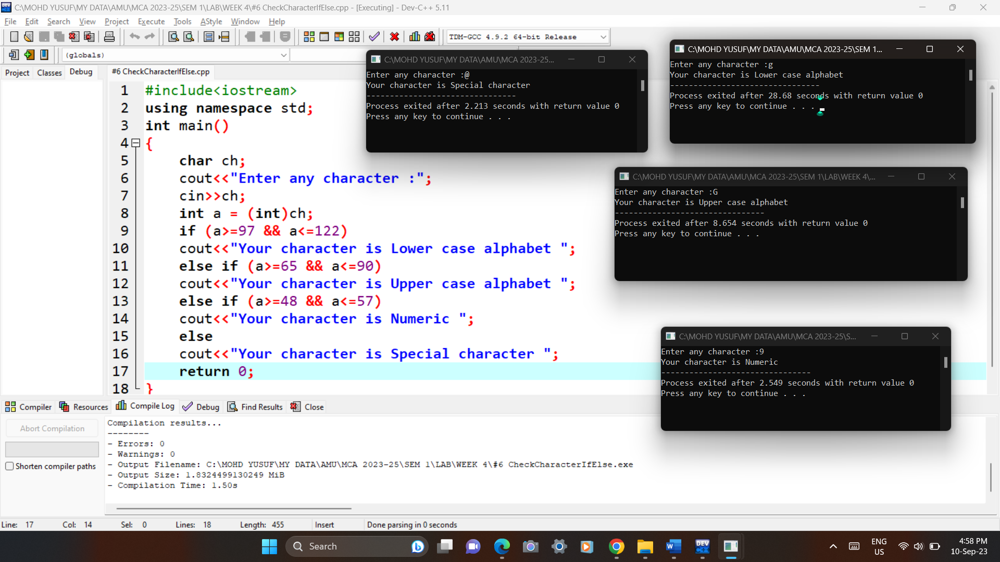 C:\MOHD YUSUF\MY DATA\AMU\MCA 2023-25\SEM 1\LAB\WEEK 4\#6 CheckCharacterIfElse.cpp - [Executing] - Dev-C++ 5.11
File Edit Search View Project Execute Tools AStyle Window Help
TDM-GCC 4.9.2 64-bit Release
(globals)
Project Classes Debug
#6 CheckCharacterIfElse.cpp
1 #include<iostream>
2 using namespace std;
3 int main()
4 {
5 char ch;
6 cout<<"Enter any character :";
7 cin>>ch;
8 int a = (int)ch;
9 if (a>=97 && a<=122)
10 cout<<"Your character is Lower case alphabet ";
11 else if (a>=65 && a<=90)
12 cout<<"Your character is Upper case alphabet ";
13 else if (a>=48 && a<=57)
14 cout<<"Your character is Numeric ";
15 else
16 cout<<"Your character is Special character ";
17 return 0;
18 }
C:\MOHD YUSUF\MY DATA\AMU\MCA 2023-25...
Enter any character :@
Your character is Special character
--------------------------------
Process exited after 2.213 seconds with return value 0
Press any key to continue . . .
C:\MOHD YUSUF\MY DATA\AMU\MCA 2023-25\SEM 1...
Enter any character :g
Your character is Lower case alphabet
--------------------------------
Process exited after 28.68 seconds with return value 0
Press any key to continue . . .
C:\MOHD YUSUF\MY DATA\AMU\MCA 2023-25\SEM 1\LAB\WEEK 4\...
Enter any character :G
Your character is Upper case alphabet
--------------------------------
Process exited after 8.654 seconds with return value 0
Press any key to continue . . .
C:\MOHD YUSUF\MY DATA\AMU\MCA 2023-25\S...
Enter any character :9
Your character is Numeric
--------------------------------
Process exited after 2.549 seconds with return value 0
Press any key to continue . . .
Compiler Resources Compile Log Debug Find Results Close
Abort Compilation
Shorten compiler paths
Compilation results...
--------
- Errors: 0
- Warnings: 0
- Output Filename: C:\MOHD YUSUF\MY DATA\AMU\MCA 2023-25\SEM 1\LAB\WEEK 4\#6 CheckCharacterIfElse.exe
- Output Size: 1.8324499130249 MiB
- Compilation Time: 1.50s
Line: 17 Col: 14 Sel: 0 Lines: 18 Length: 455 Insert Done parsing in 0 seconds
Search
W
DEV
C++
ENG
US
4:58 PM
10-Sep-23